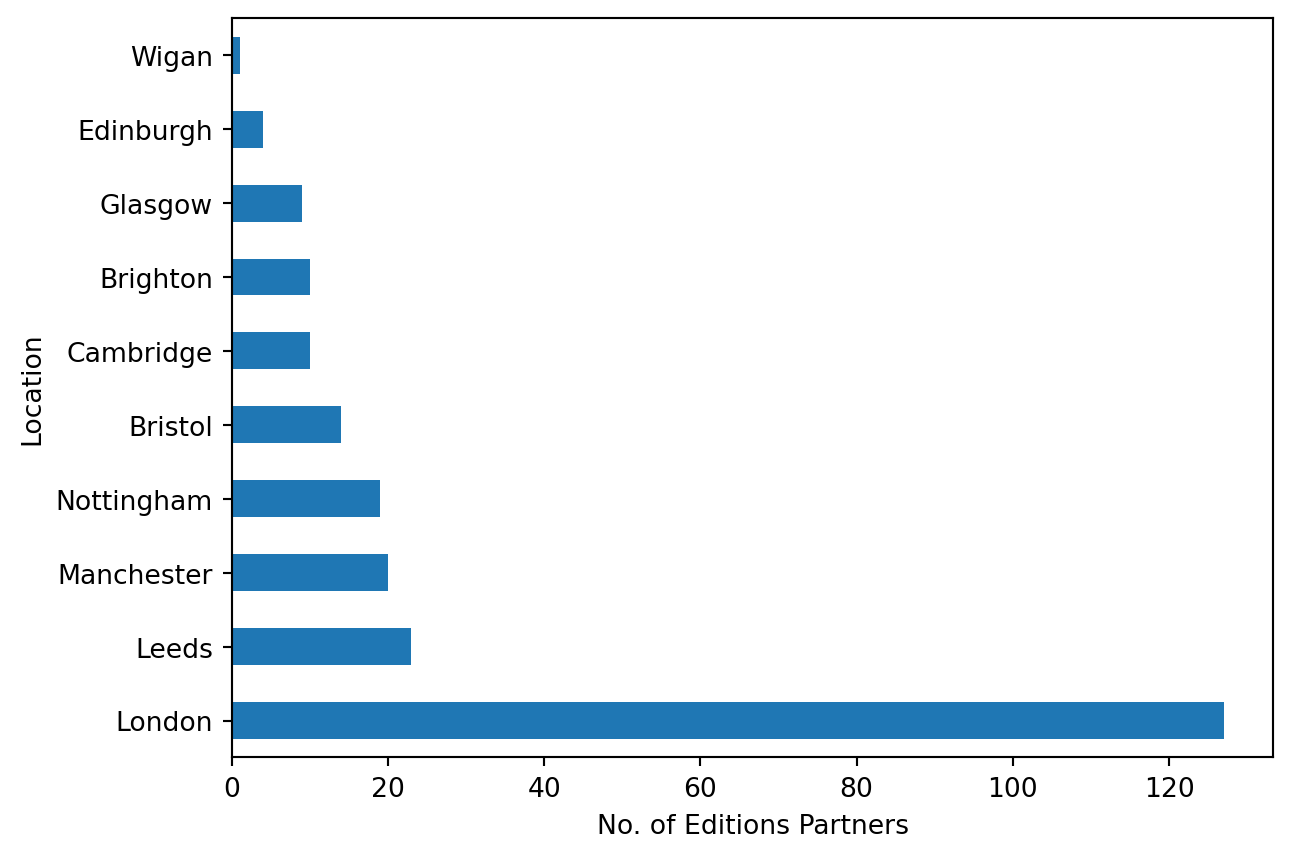 Wigan
Edinburgh
Glasgow
Brighton
Cambridge
Bristol
Nottingham
Manchester
Leeds
London
Location
0 20 40 60 80 100 120
No. of Editions Partners